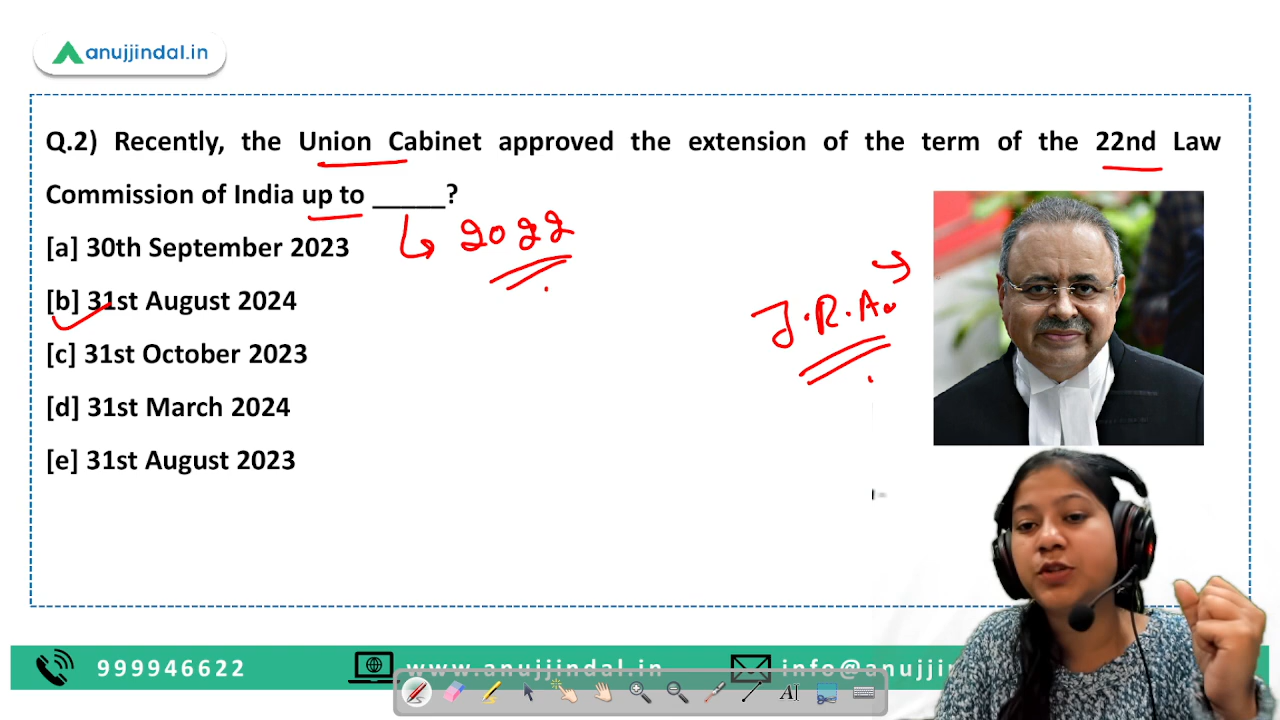 anujjindal.in
Q.2) Recently, the Union Cabinet approved the extension of the term of the 22nd Law
Commission of India up to _____?
[a] 30th September 2023
2022
[b] 31st August 2024
J.R.A
[c] 31st October 2023
[d] 31st March 2024
[e] 31st August 2023
999946622
www.anujjindal.in
info@anujji
AI